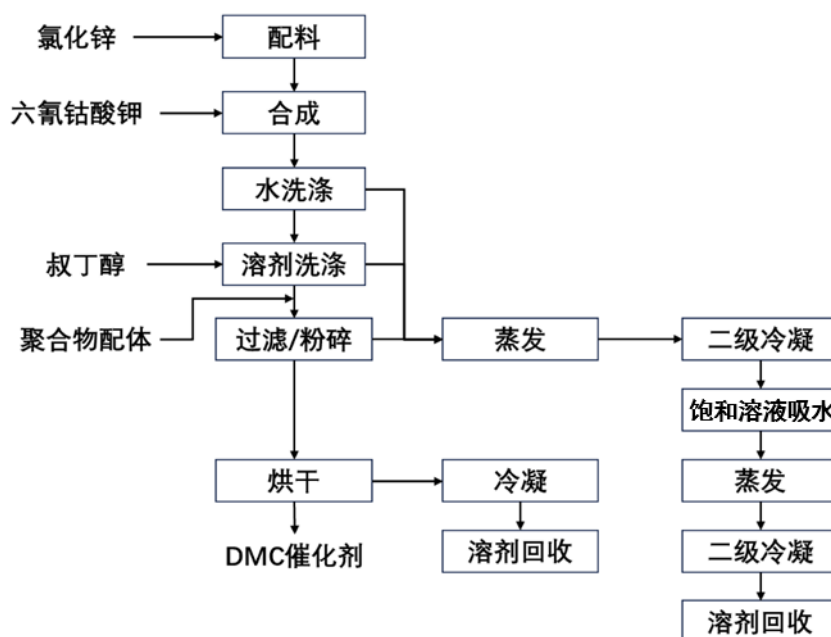 氯化锌
配料
六氰钴酸钾
合成
水洗涤
叔丁醇
溶剂洗涤
聚合物配体
过滤/粉碎
蒸发
二级冷凝
饱和溶液吸水
烘干
冷凝
蒸发
DMC催化剂
溶剂回收
二级冷凝
溶剂回收